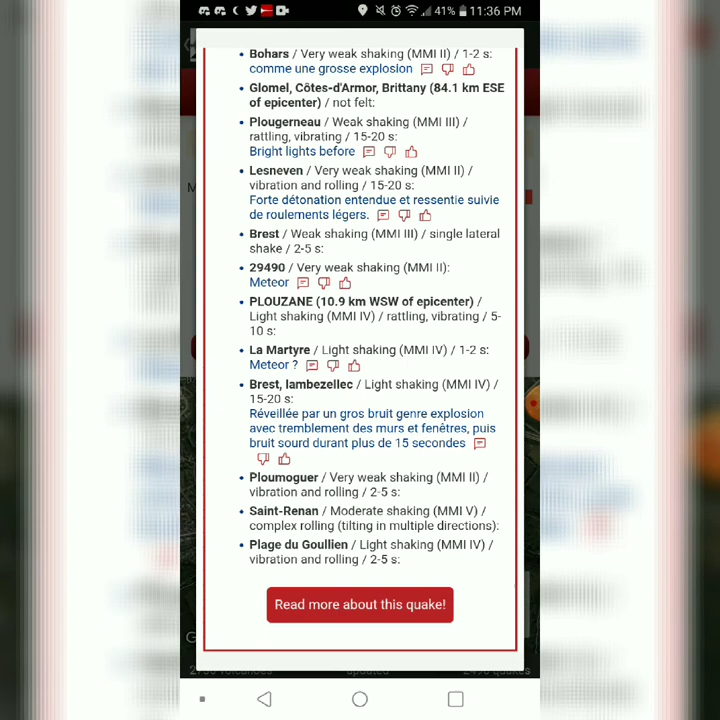 41% 11:36 PM
Bohars / Very weak shaking (MMI II) / 1-2 s:
comme une grosse explosion
Glomel, Côtes-d'Armor, Brittany (84.1 km ESE
of epicenter) / not felt:
Plougerneau / Weak shaking (MMI III) /
rattling, vibrating / 15-20 s:
Bright lights before
Lesneven / Very weak shaking (MMI II) /
vibration and rolling / 15-20 s:
Forte détonation entendue et ressentie suivie
de roulements légers.
Brest / Weak shaking (MMI III) / single lateral
shake / 2-5 s:
29490 / Very weak shaking (MMI II):
Meteor
PLOUZANE (10.9 km WSW of epicenter) /
Light shaking (MMI IV) / rattling, vibrating / 5-
10 s:
La Martyre / Light shaking (MMI IV) / 1-2 s:
Meteor ?
Brest, lambezellec / Light shaking (MMI IV) /
15-20 s:
Réveillée par un gros bruit genre explosion
avec tremblement des murs et fenêtres, puis
bruit sourd durant plus de 15 secondes
Ploumoguer / Very weak shaking (MMI II) /
vibration and rolling / 2-5 s:
Saint-Renan / Moderate shaking (MMI V) /
complex rolling (tilting in multiple directions):
Plage du Goullien / Light shaking (MMI IV) /
vibration and rolling / 2-5 s:
Read more about this quake!